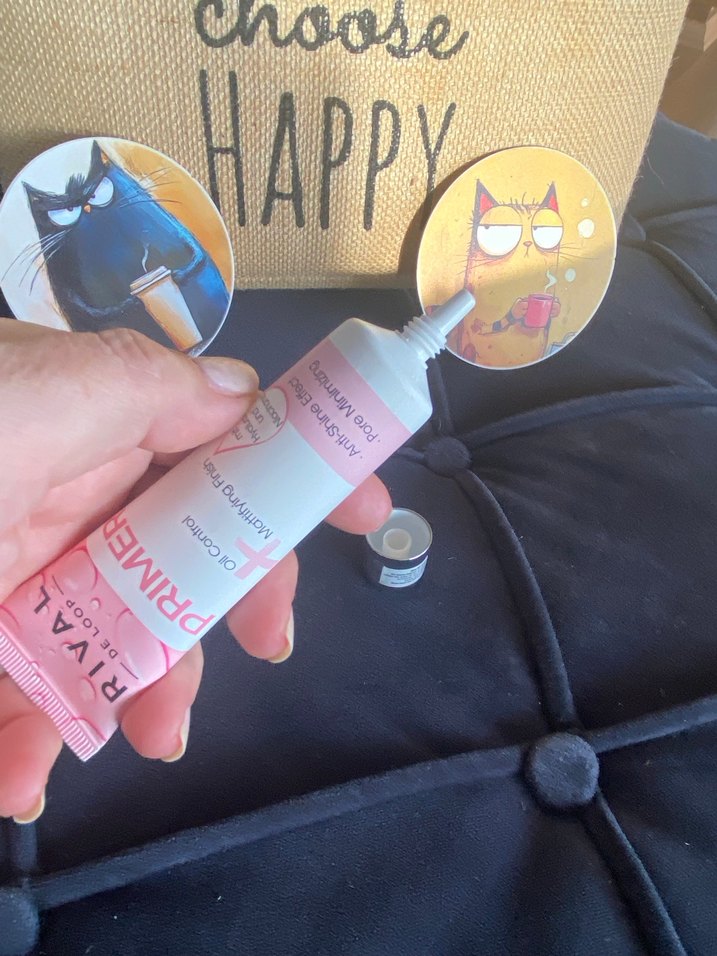 choose
HAPPY
RIVAL
DE LOOP
PRIMER
+
Oil Control
Mattifying Finish
· Anti-Shine Effect
· Pore Minimizing